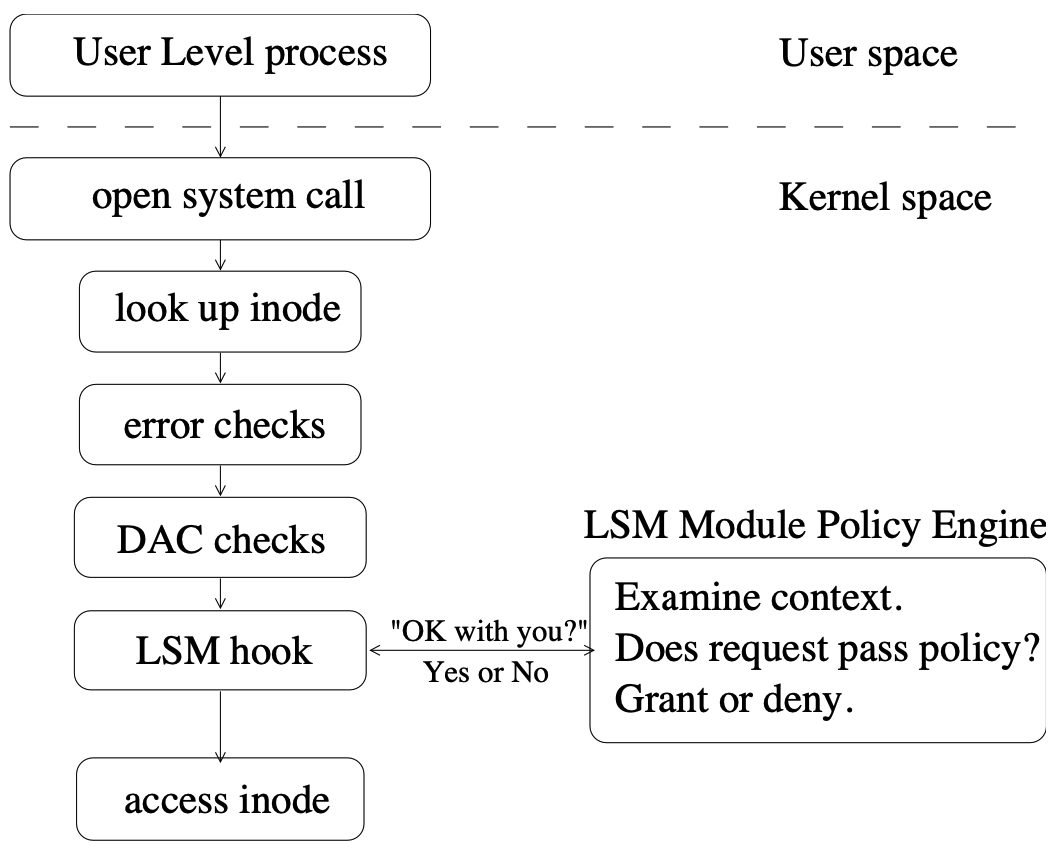 User Level process
User space
open system call
Kernel space
look up inode
error checks
DAC checks
LSM Module Policy Engine
Examine context.
LSM hook
"OK with you?"
Yes or No
Does request pass policy?
Grant or deny.
access inode